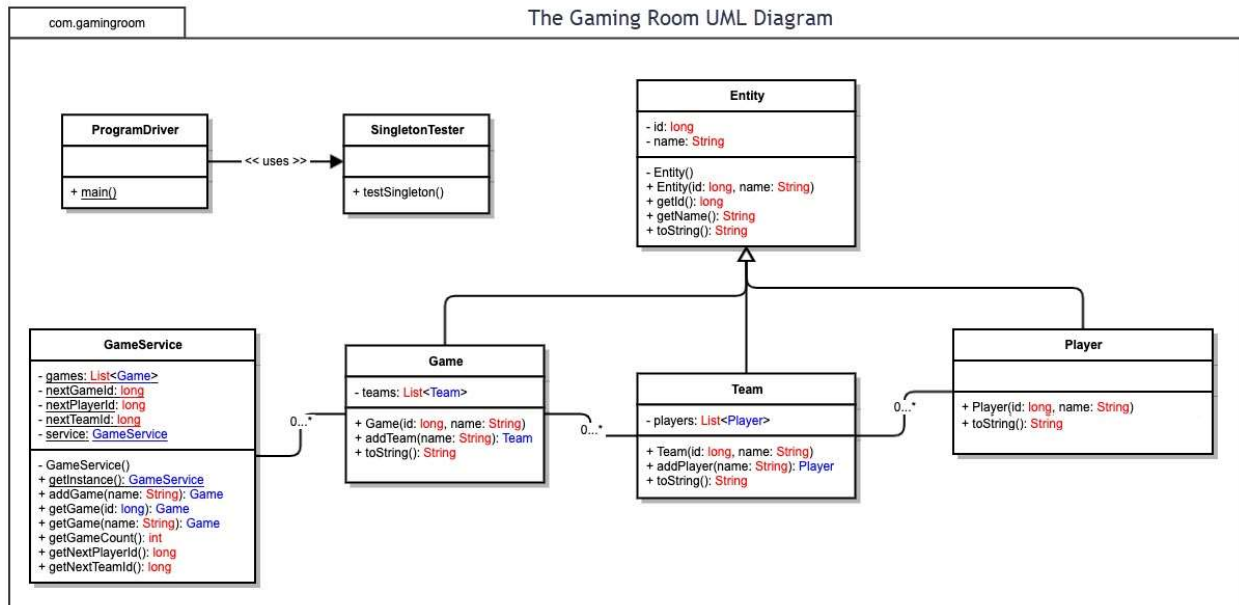 com.gamingroom
The Gaming Room UML Diagram
ProgramDriver
+ main()
<< uses >>
SingletonTester
+ testSingleton()
Entity
- id: long
- name: String
- Entity()
+ Entity(id: long, name: String)
+ getId(): long
+ getName(): String
+ toString(): String
GameService
- games: List<Game>
- nextGameId: long
- nextPlayerId: long
- nextTeamId: long
- service: GameService
- GameService()
+ getInstance(): GameService
+ addGame(name: String): Game
+ getGame(id: long): Game
+ getGame(name: String): Game
+ getGameCount(): int
+ getNextPlayerId(): long
+ getNextTeamId(): long
0...*
Game
- teams: List<Team>
+ Game(id: long, name: String)
+ addTeam(name: String): Team
+ toString(): String
0...*
Team
- players: List<Player>
+ Team(id: long, name: String)
+ addPlayer(name: String): Player
+ toString(): String
0...*
Player
+ Player(id: long, name: String)
+ toString(): String